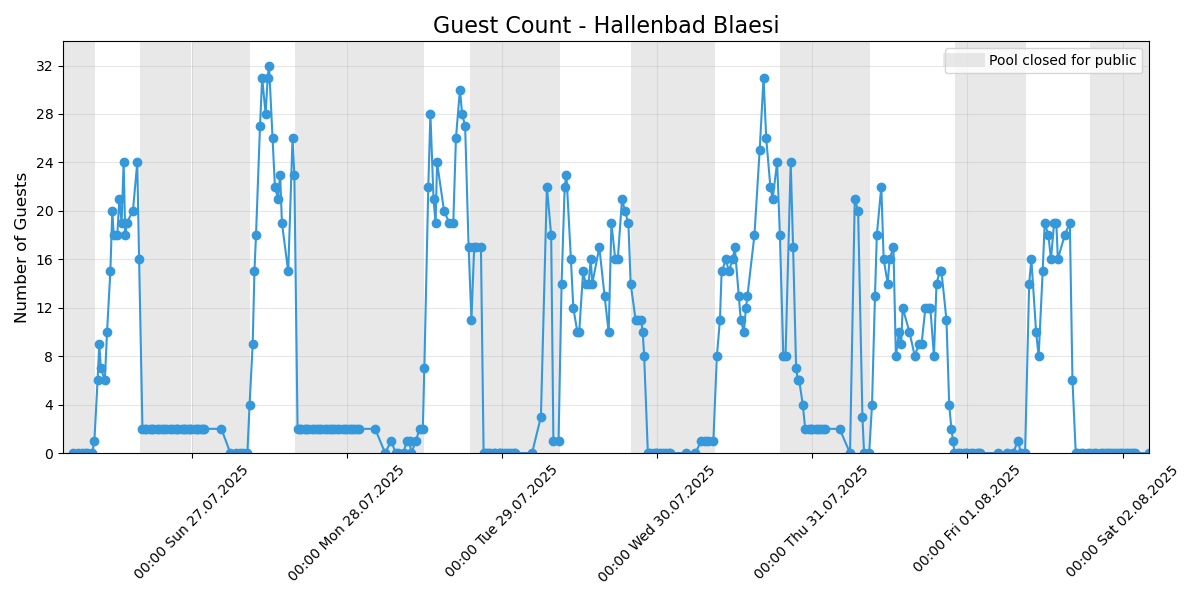 Guest Count - Hallenbad Blaesi
Pool closed for public
Number of Guests
32
28
24
20
16
12
8
4
0
00:00 Sun 27.07.2025
00:00 Mon 28.07.2025
00:00 Tue 29.07.2025
00:00 Wed 30.07.2025
00:00 Thu 31.07.2025
00:00 Fri 01.08.2025
00:00 Sat 02.08.2025